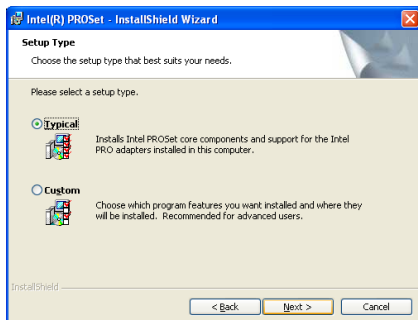 Intel(R) PROSet - InstallShield Wizard
Setup Type
Choose the setup type that best suits your needs.
Please select a setup type.
Typical
Installs Intel PROSet core components and support for the Intel
PRO adapters installed in this computer.
Custom
Choose which program features you want installed and where they
will be installed. Recommended for advanced users.
InstallShield
< Back
Next >
Cancel